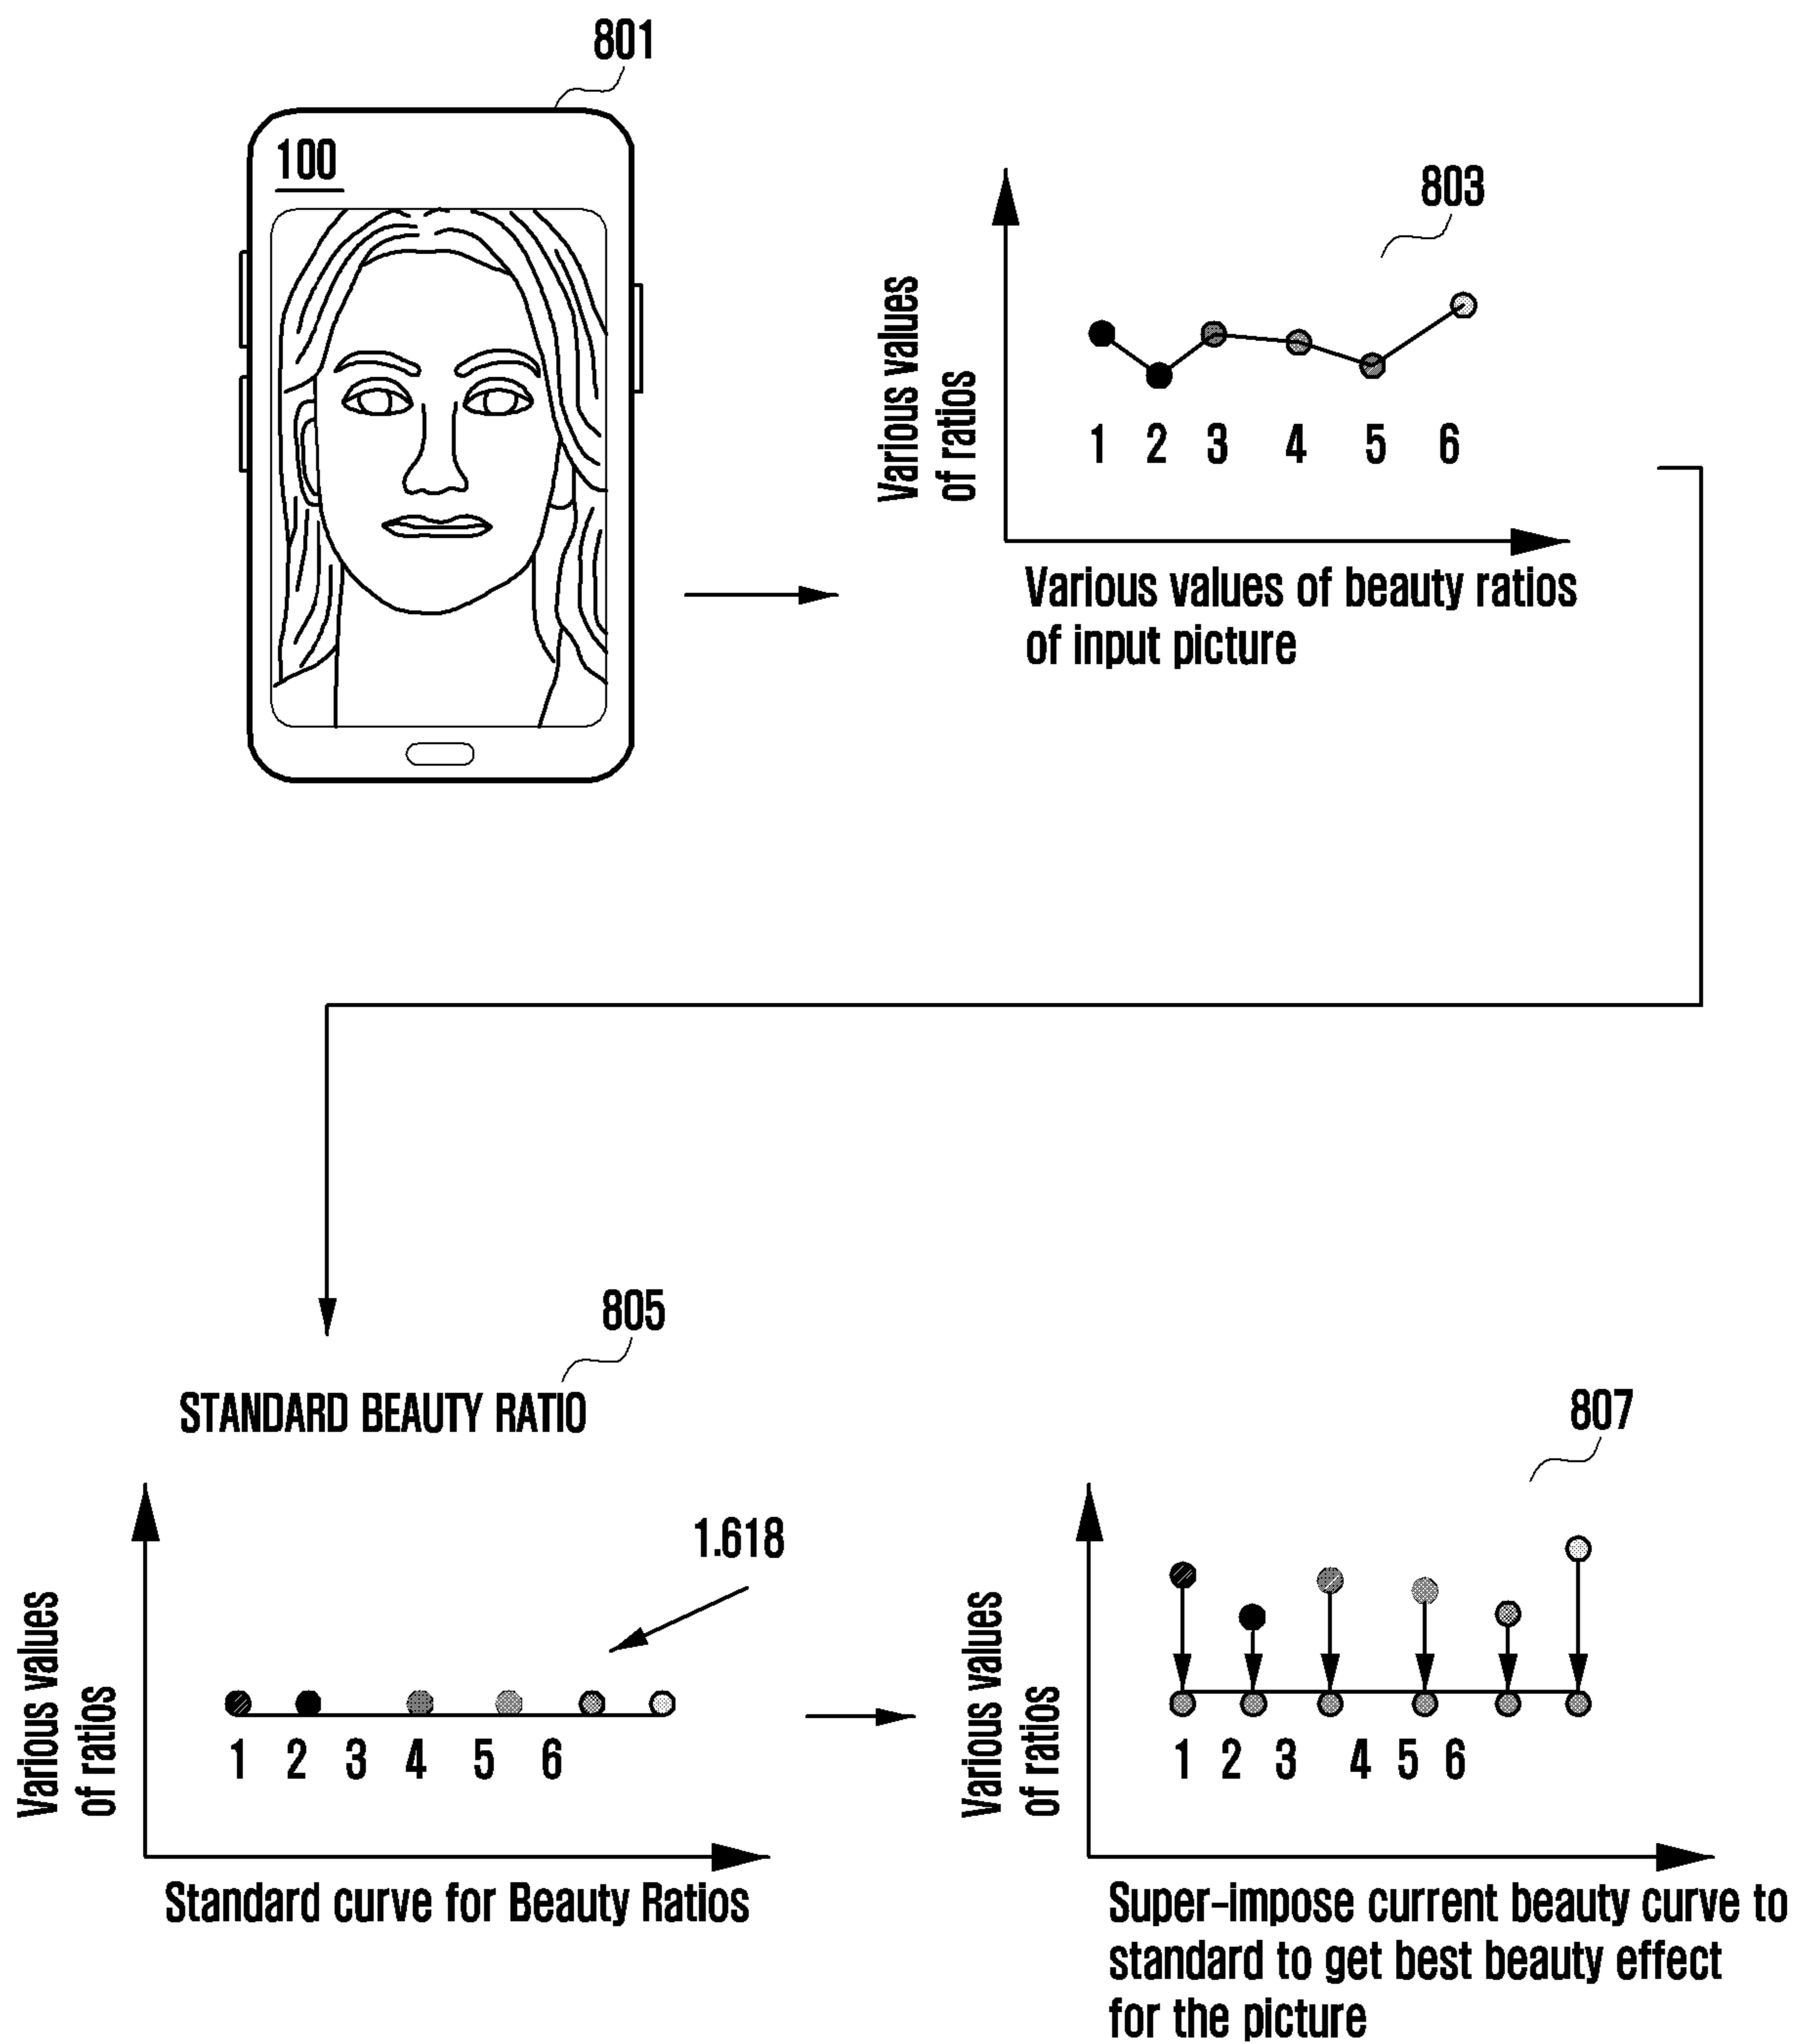 801
100
803
Various values
of ratios
1 2 3 4 5 6
Various values of beauty ratios
of input picture
805
STANDARD BEAUTY RATIO
1.618
Various values
of ratios
1 2 3 4 5 6
Standard curve for Beauty Ratios
807
Various values
of ratios
1 2 3 4 5 6
Super-impose current beauty curve to
standard to get best beauty effect
for the picture